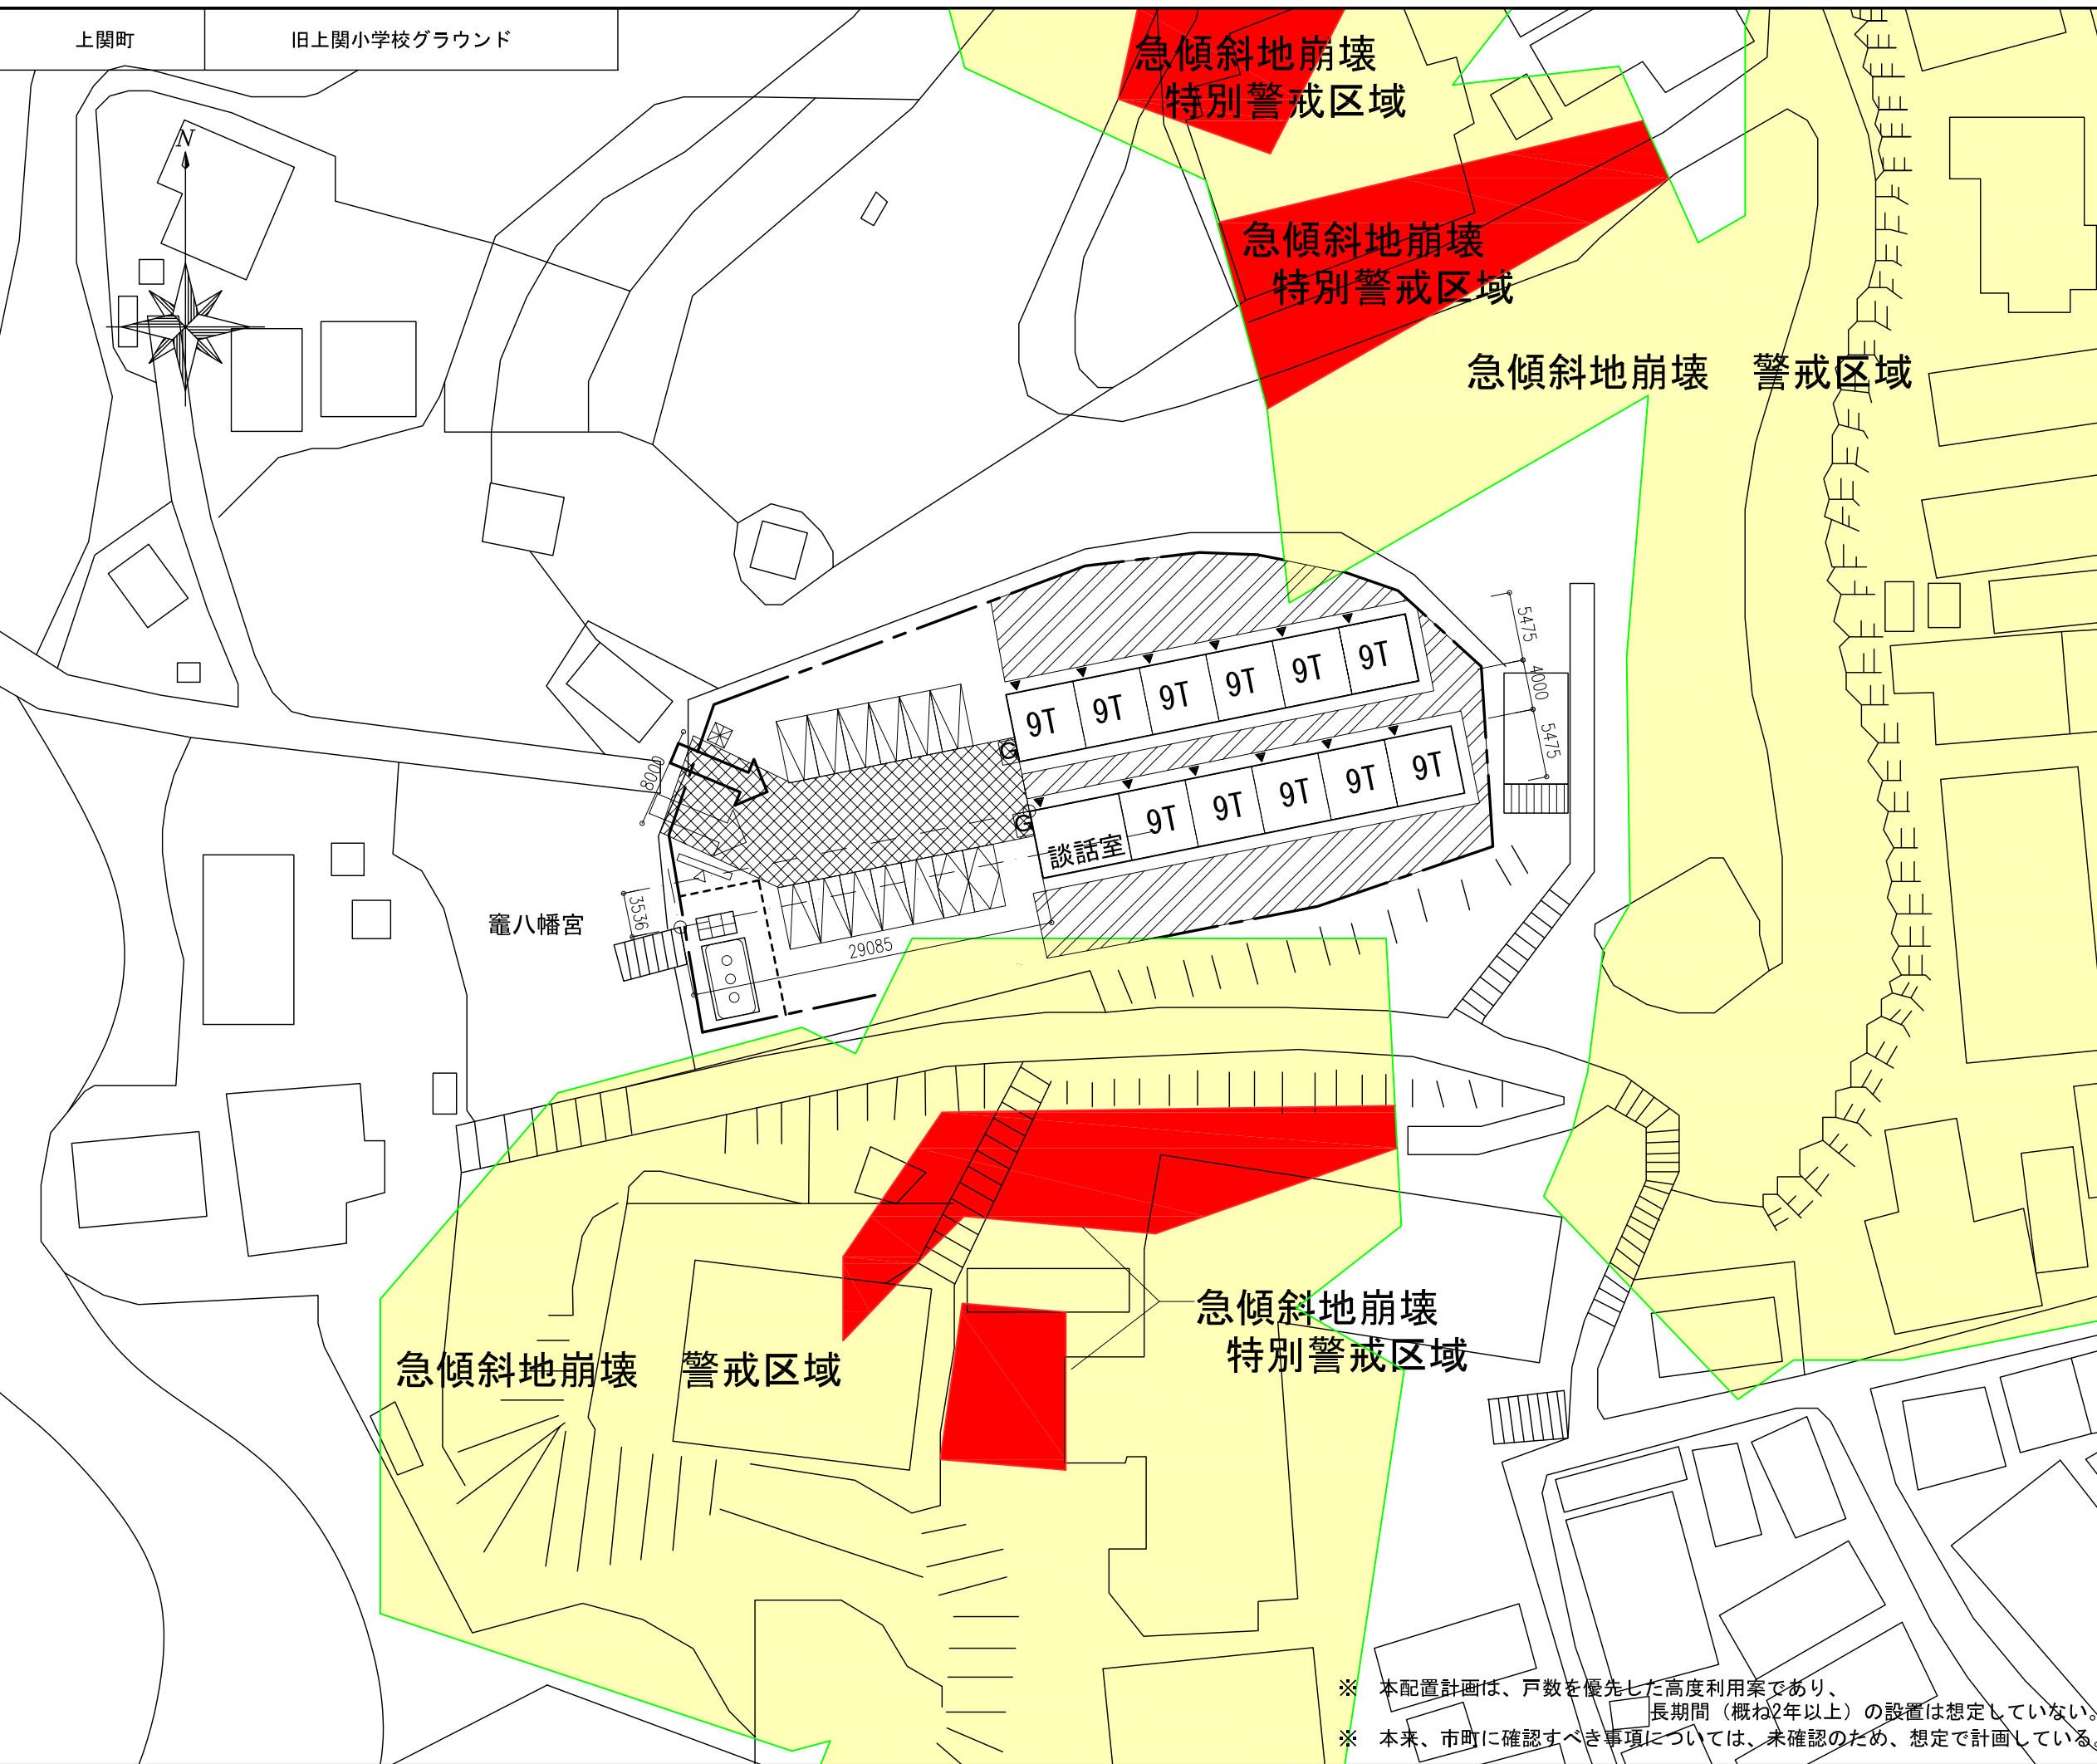 上関町 旧上関小学校グラウンド
急傾斜地崩壊
特別警戒区域
N
急傾斜地崩壊
特別警戒区域
急傾斜地崩壊 警戒区域
5475
4000
5475
9T 9T 9T 9T 9T 9T
G
8000
9T 9T 9T 9T 9T
G
談話室
竈八幡宮
3536
29085
急傾斜地崩壊
特別警戒区域
急傾斜地崩壊 警戒区域
※ 本配置計画は、戸数を優先した高度利用案であり、
長期間（概ね2年以上）の設置は想定していない。
※ 本来、市町に確認すべき事項については、未確認のため、想定で計画している。